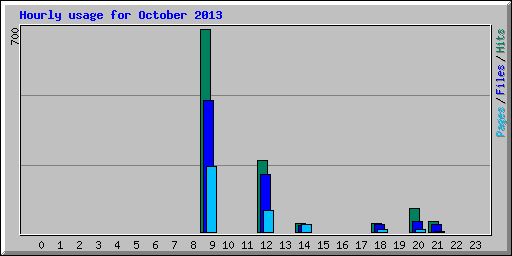 Hourly usage for October 2013
700
Pages / Files / Hits
0 1 2 3 4 5 6 7 8 9 10 11 12 13 14 15 16 17 18 19 20 21 22 23